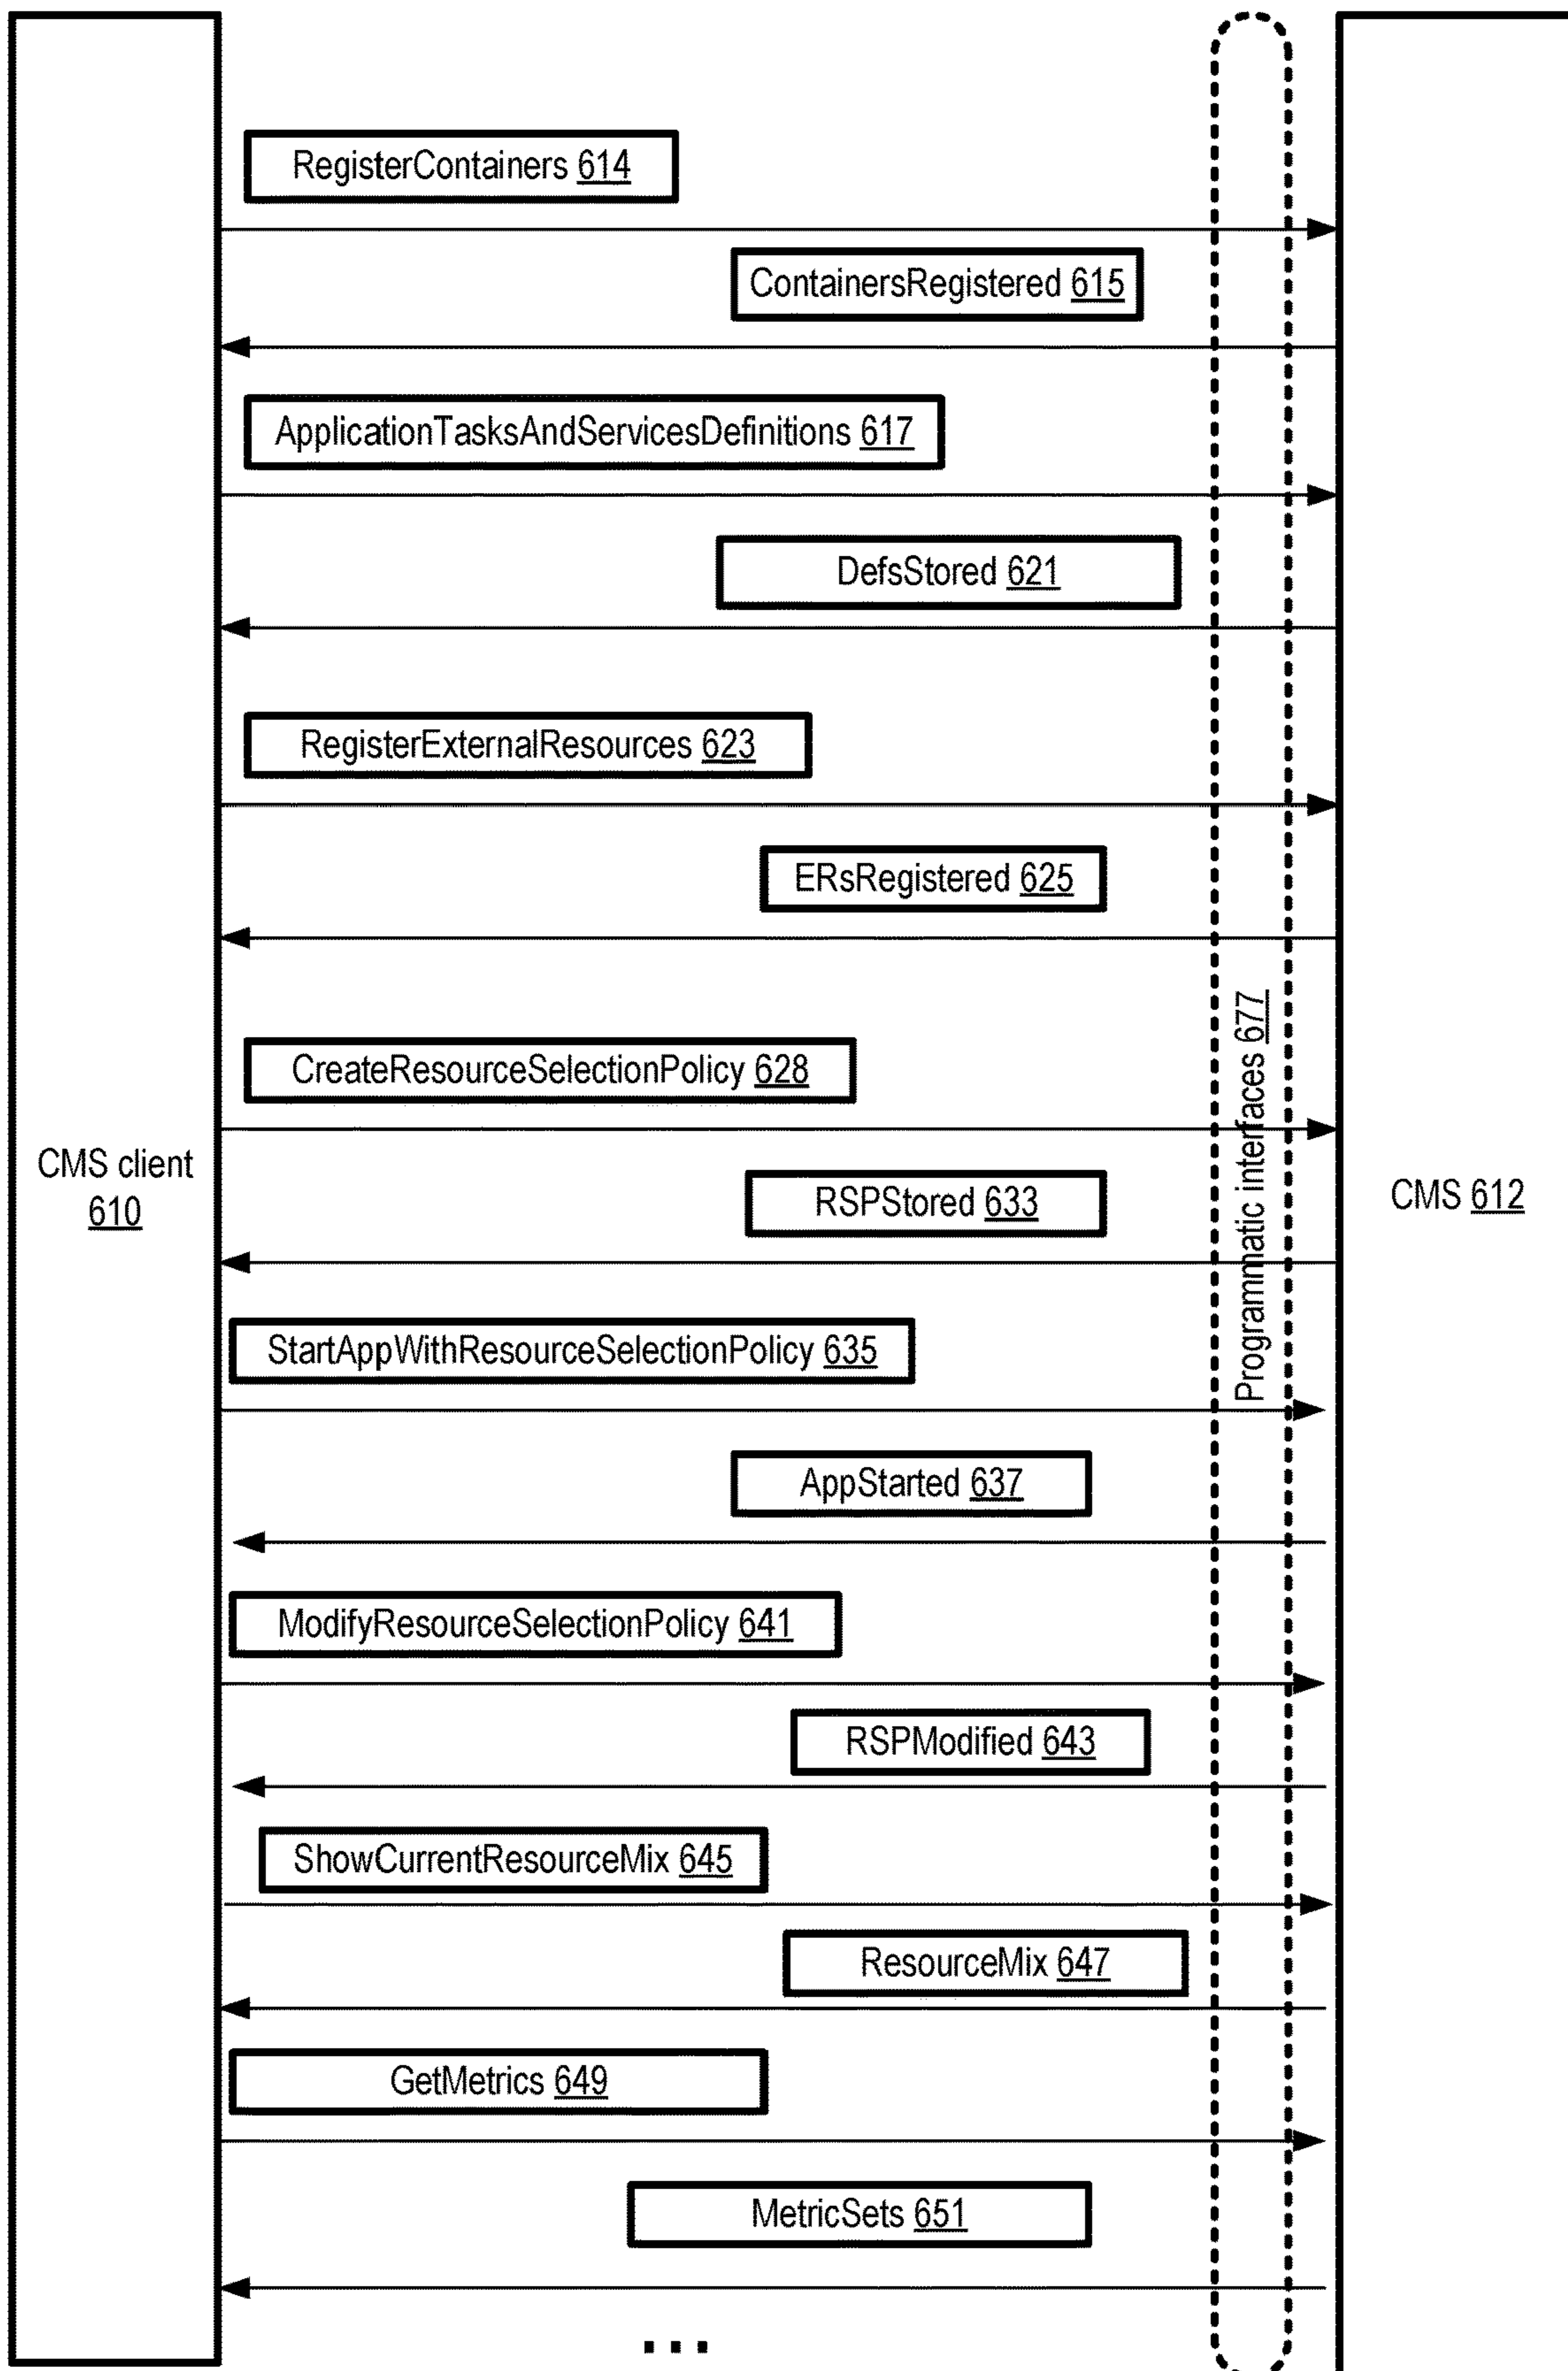 RegisterContainers 614
ContainersRegistered 615
ApplicationTasksAndServicesDefinitions 617
DefsStored 621
RegisterExternalResources 623
ERsRegistered 625
CreateResourceSelectionPolicy 628
CMS client
610
RSPStored 633
Programmatic interfaces 677
CMS 612
StartAppWithResourceSelectionPolicy 635
AppStarted 637
ModifyResourceSelectionPolicy 641
RSPModified 643
ShowCurrentResourceMix 645
ResourceMix 647
GetMetrics 649
MetricSets 651
...